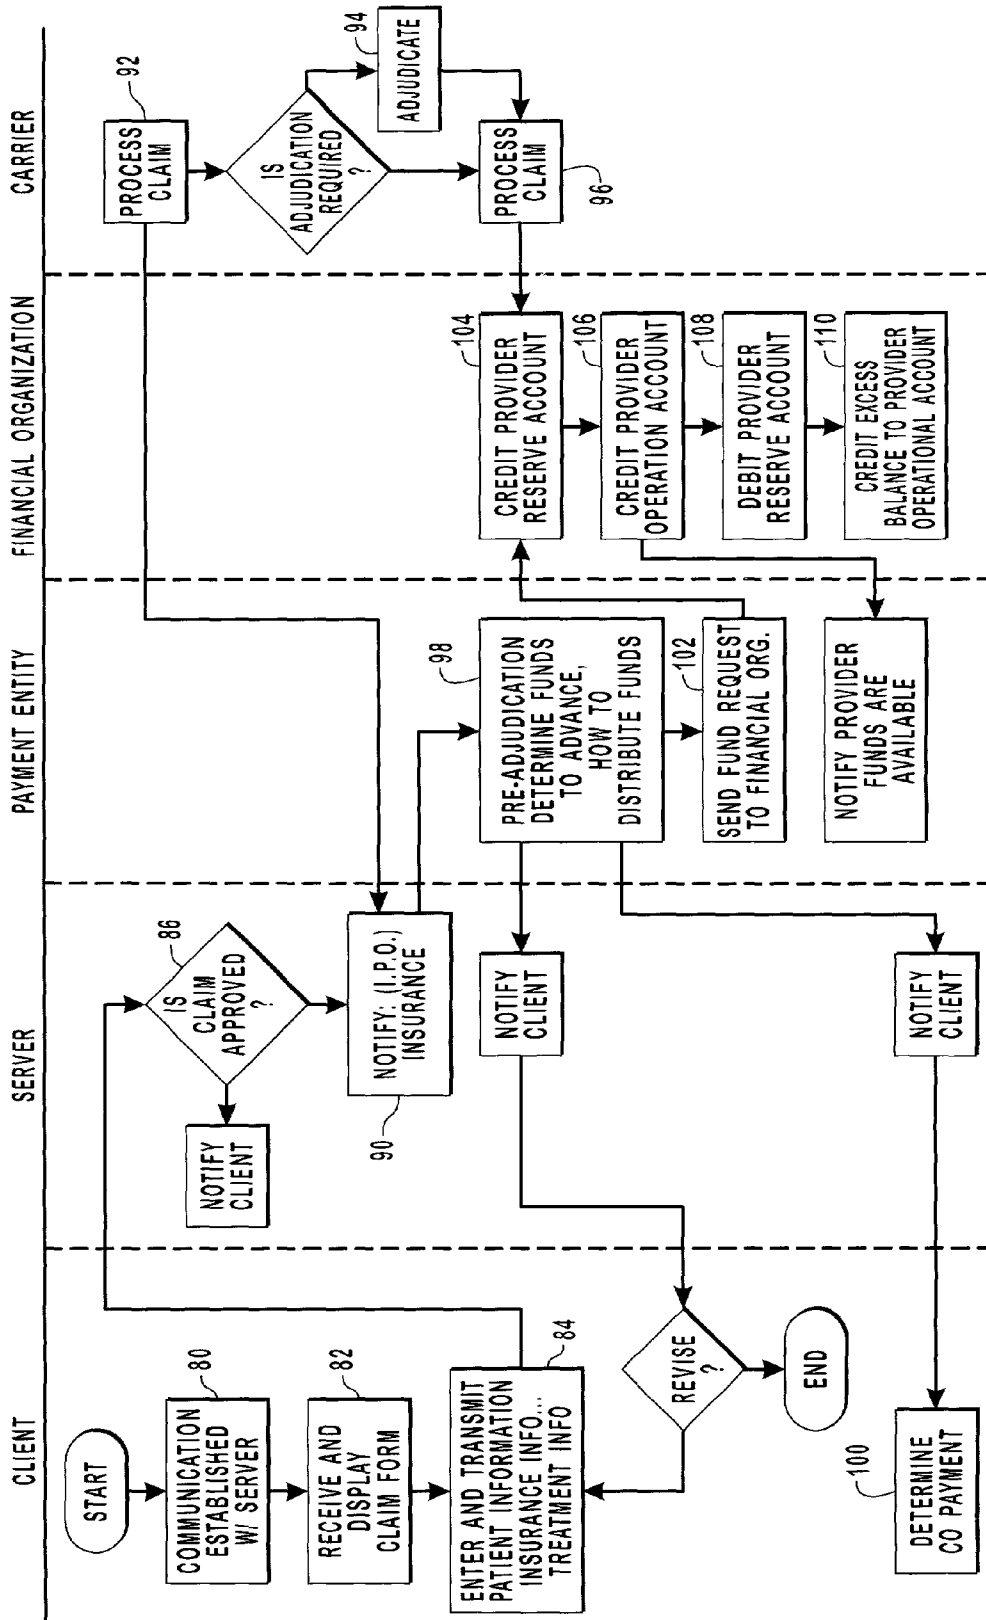 CLIENT
SERVER
PAYMENT ENTITY
FINANCIAL ORGANIZATION
CARRIER
START
COMMUNICATION
ESTABLISHED
W/ SERVER
80
RECEIVE AND
DISPLAY
CLAIM FORM
82
ENTER AND TRANSMIT
PATIENT INFORMATION
INSURANCE INFO...
TREATMENT INFO
84
REVISE
?
END
DETERMINE
CO PAYMENT
100
IS
CLAIM
APPROVED
?
86
NOTIFY
CLIENT
NOTIFY: (I.P.O.)
INSURANCE
90
NOTIFY
CLIENT
NOTIFY
CLIENT
PRE-ADJUDICATION
DETERMINE FUNDS
TO ADVANCE,
HOW TO
DISTRIBUTE FUNDS
98
SEND FUND REQUEST
TO FINANCIAL ORG.
102
NOTIFY PROVIDER
FUNDS ARE
AVAILABLE
CREDIT PROVIDER
RESERVE ACCOUNT
104
CREDIT PROVIDER
OPERATION ACCOUNT
106
DEBIT PROVIDER
RESERVE ACCOUNT
108
CREDIT EXCESS
BALANCE TO PROVIDER
OPERATIONAL ACCOUNT
110
PROCESS
CLAIM
92
IS
ADJUDICATION
REQUIRED
?
ADJUDICATE
94
PROCESS
CLAIM
96